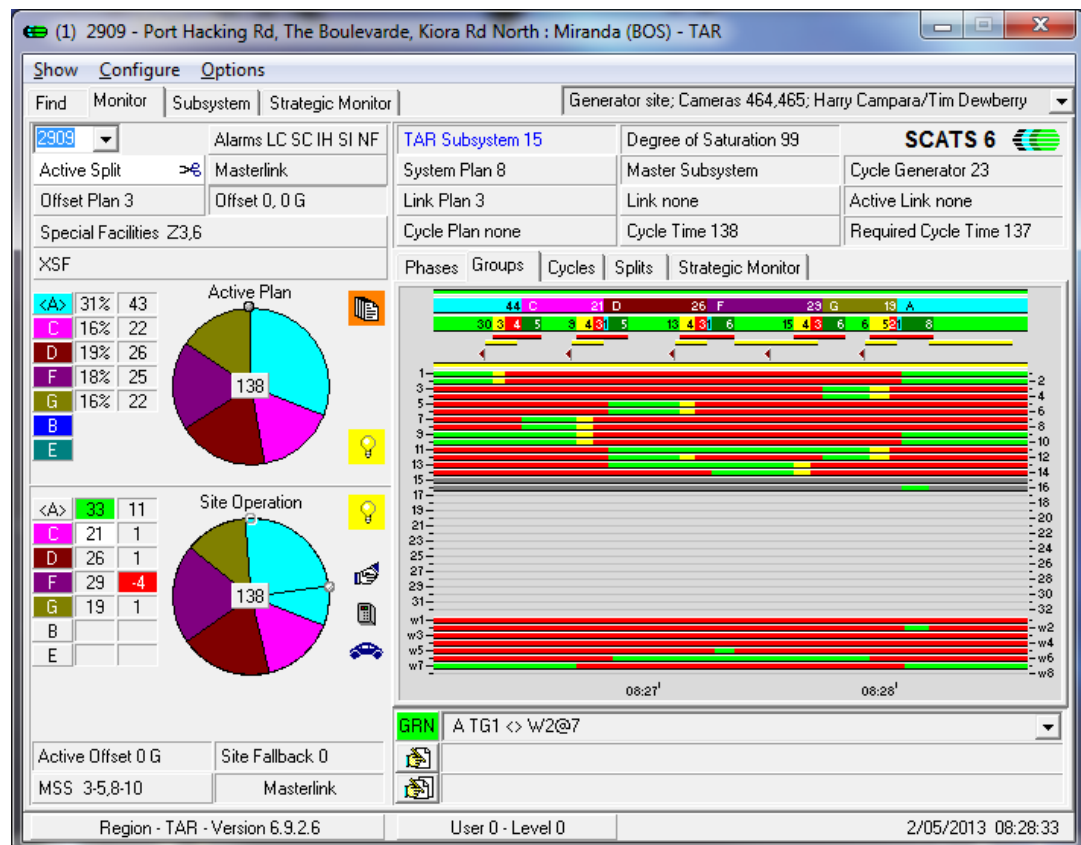 (1) 2909 - Port Hacking Rd, The Boulevarde, Kiora Rd North : Miranda (BOS) - TAR
Show Configure Options
Find Monitor Subsystem Strategic Monitor
Generator site; Cameras 464,465; Harry Campara/Tim Dewberry
2909
Alarms LC SC IH SI NF
Active Split Masterlink
Offset Plan 3 Offset 0, 0 G
Special Facilities Z3,6
XSF
TAR Subsystem 15 Degree of Saturation 99 SCATS 6
System Plan 8 Master Subsystem Cycle Generator 23
Link Plan 3 Link none Active Link none
Cycle Plan none Cycle Time 138 Required Cycle Time 137
Phases Groups Cycles Splits Strategic Monitor
Active Plan
<A> 31% 43
C 16% 22
D 19% 26
F 18% 25
G 16% 22
B
E
138
Site Operation
<A> 33 11
C 21 1
D 26 1
F 29 -4
G 19 1
B
E
138
44 C 21 D 26 F 29 G 19 A
30 3 4 5 9 4 3 1 5 13 4 3 1 6 15 4 3 6 6 5 2 1 8
1
2
3
4
5
6
7
8
9
10
11
12
13
14
15
16
17
18
19
20
21
22
23
24
25
26
27
28
29
30
31
32
w1
w2
w3
w4
w5
w6
w7
w8
08:27' 08:28'
GRN A TG1 <> W2@7
Active Offset 0 G Site Fallback 0
MSS 3-5,8-10 Masterlink
Region - TAR - Version 6.9.2.6 User 0 - Level 0 2/05/2013 08:28:33